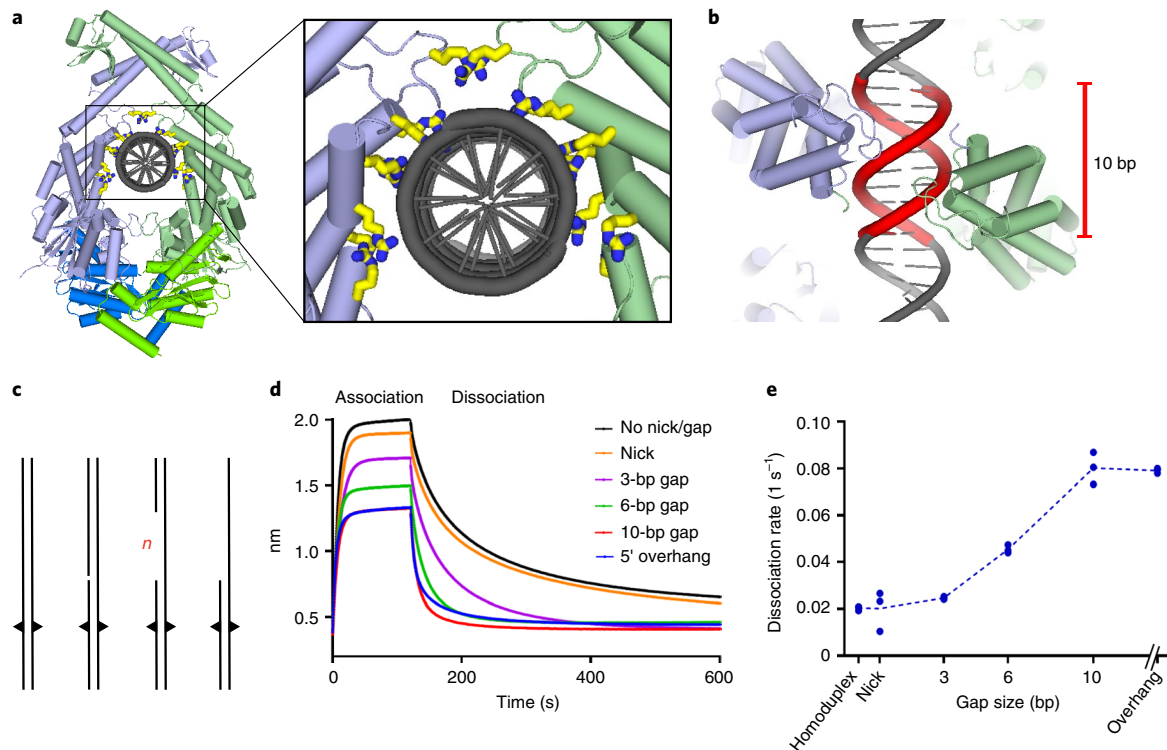 a
b
10 bp
c
n
d
Association
Dissociation
2.0
1.5
1.0
0.5
nm
0
200
400
600
Time (s)
No nick/gap
Nick
3-bp gap
6-bp gap
10-bp gap
5' overhang
e
0.10
0.08
0.06
0.04
0.02
0
Dissociation rate (1 s⁻¹)
Homoduplex
Nick
3
6
10
Overhang
Gap size (bp)